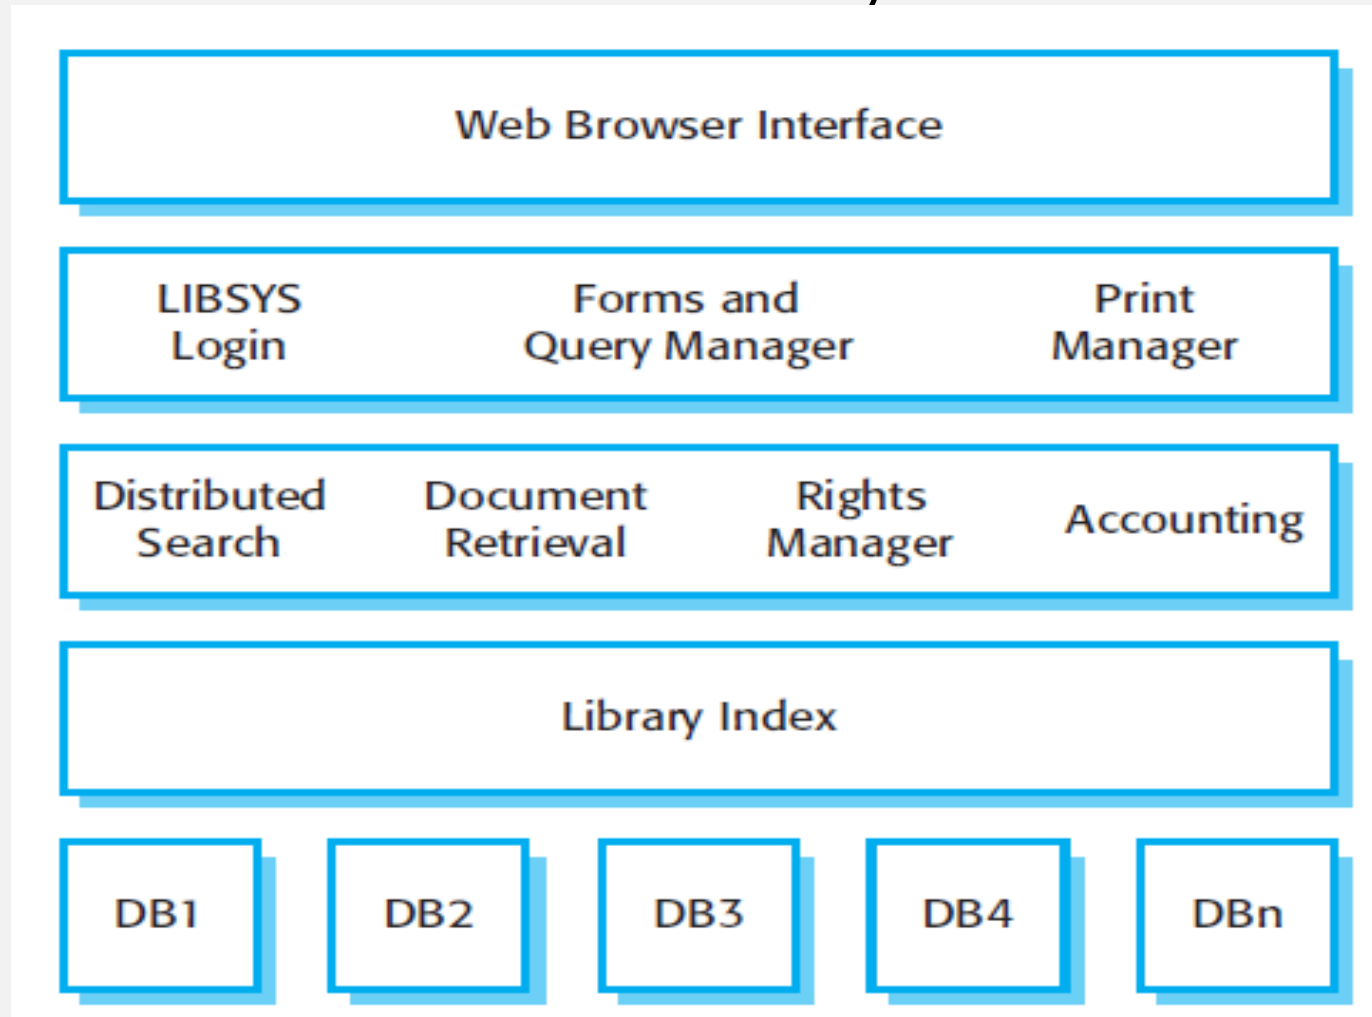 Web Browser Interface
LIBSYS
Login
Forms and
Query Manager
Print
Manager
Distributed
Search
Document
Retrieval
Rights
Manager
Accounting
Library Index
DB1
DB2
DB3
DB4
DBn